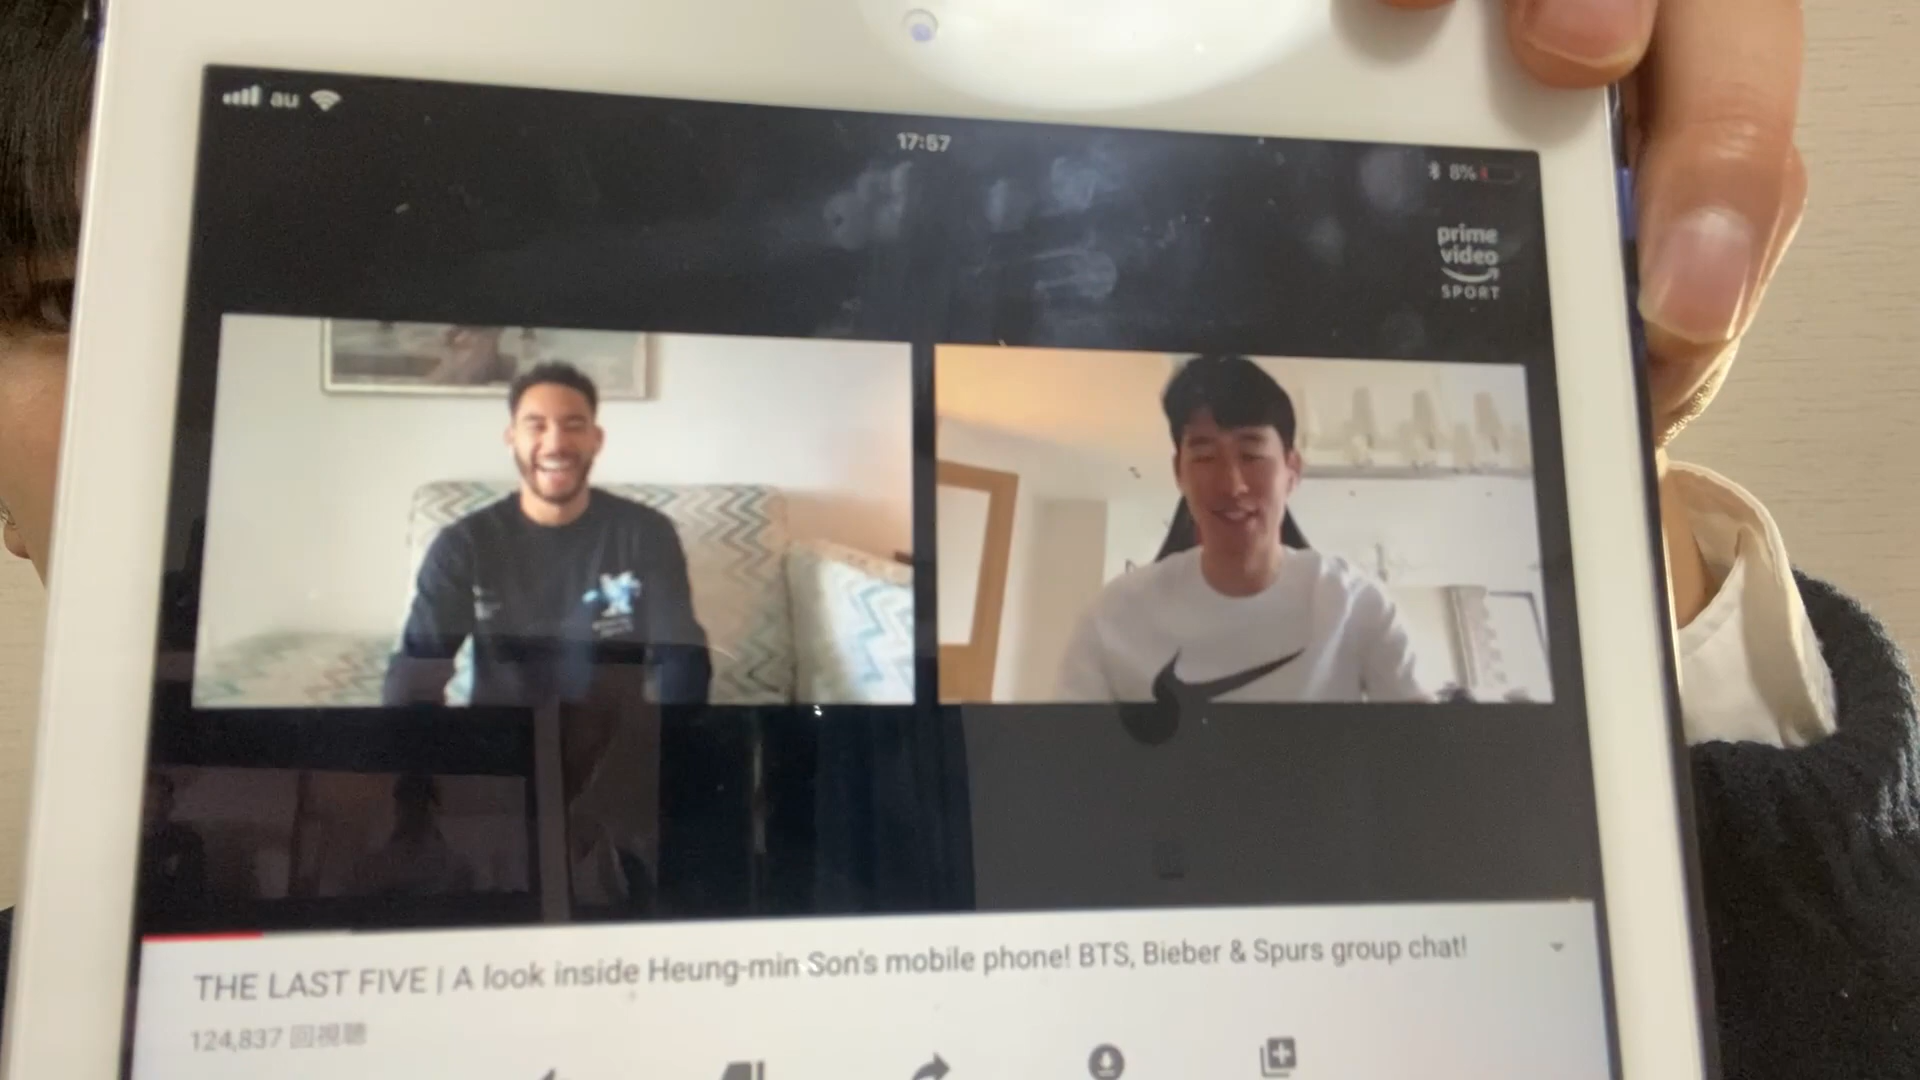 au
17:57
8%
prime
video
SPORT
THE LAST FIVE | A look inside Heung-min Son's mobile phone! BTS, Bieber & Spurs group chat!
124,837 回視聴